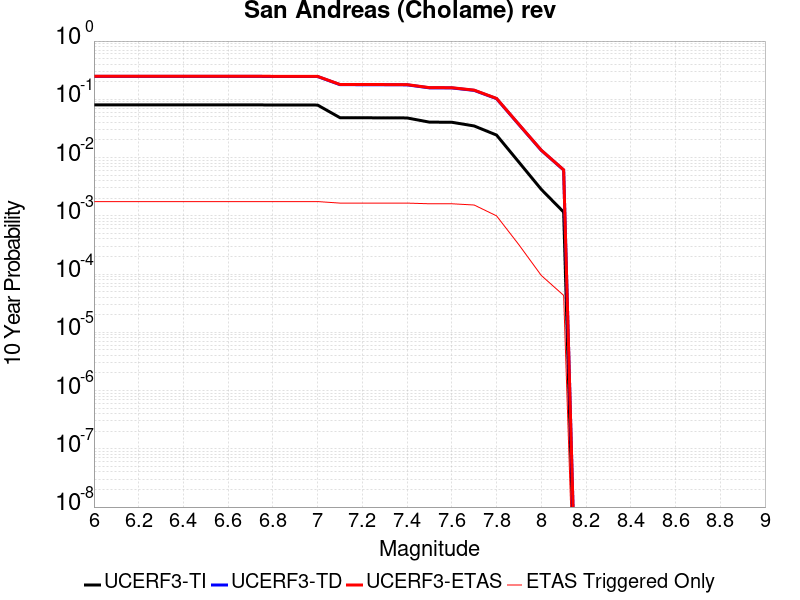 San Andreas (Cholame) rev
10 0
10 -1
10 -2
10 -3
10 -4
10 -5
10 -6
10 -7
10 -8
10 Year Probability
6 6.2 6.4 6.6 6.8 7 7.2 7.4 7.6 7.8 8 8.2 8.4 8.6 8.8 9
Magnitude
UCERF3-TI UCERF3-TD UCERF3-ETAS ETAS Triggered Only